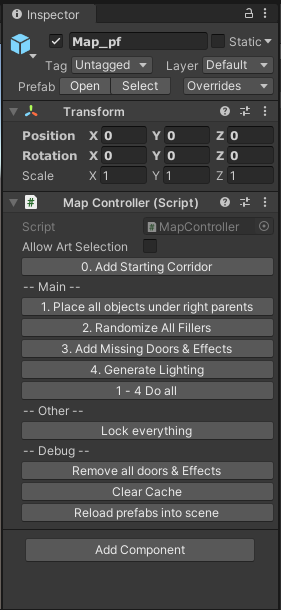 Inspector
Map_pf Static
Tag Untagged Layer Default
Prefab Open Select Overrides
Transform
Position X 0 Y 0 Z 0
Rotation X 0 Y 0 Z 0
Scale X 1 Y 1 Z 1
# Map Controller (Script)
Script # MapController
Allow Art Selection
0. Add Starting Corridor
-- Main --
1. Place all objects under right parents
2. Randomize All Fillers
3. Add Missing Doors & Effects
4. Generate Lighting
1 - 4 Do all
-- Other --
Lock everything
-- Debug --
Remove all doors & Effects
Clear Cache
Reload prefabs into scene
Add Component